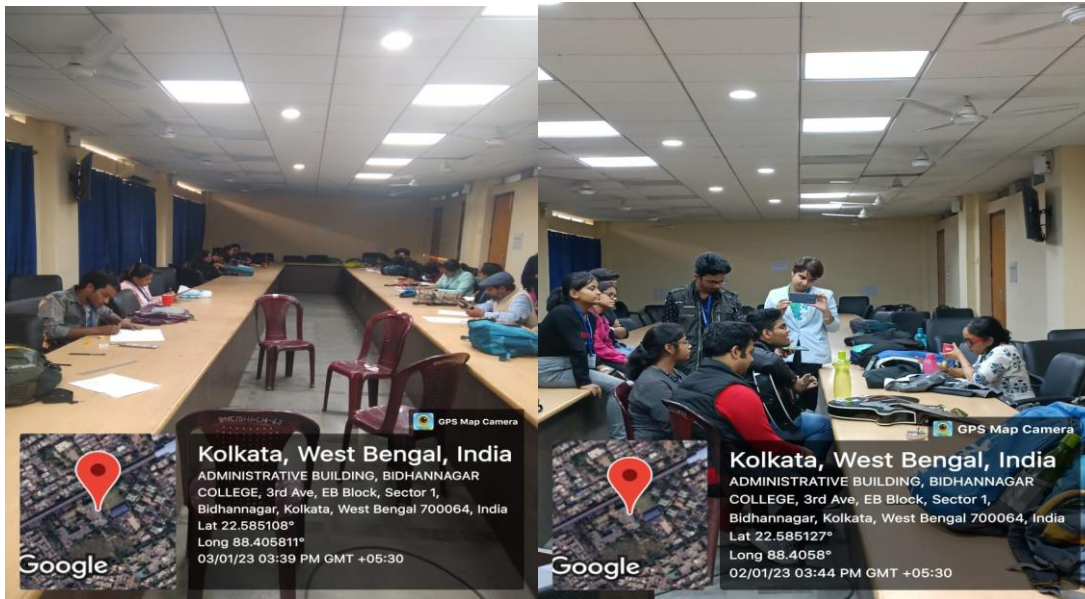 BHCISHACH-62
GPS Map Camera
Kolkata, West Bengal, India
ADMINISTRATIVE BUILDING, BIDHANNAGAR
COLLEGE, 3rd Ave, EB Block, Sector 1,
Bidhannagar, Kolkata, West Bengal 700064, India
Lat 22.585108°
Long 88.405811°
03/01/23 03:39 PM GMT +05:30
Google
GPS Map Camera
Kolkata, West Bengal, India
ADMINISTRATIVE BUILDING, BIDHANNAGAR
COLLEGE, 3rd Ave, EB Block, Sector 1,
Bidhannagar, Kolkata, West Bengal 700064, India
Lat 22.585127°
Long 88.4058°
02/01/23 03:44 PM GMT +05:30
Google